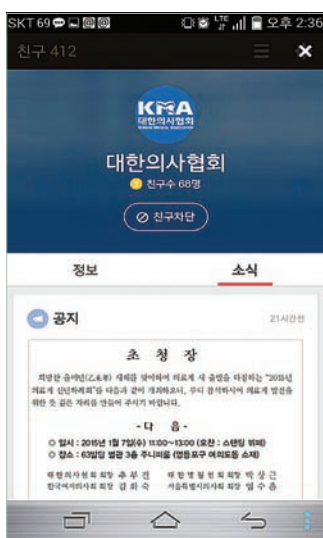 SKT 69 LTE 오후 2:36
친구 412
KMA
대한의사협회
KOREAN MEDICAL ASSOCIATION
대한의사협회
친구수 68명
친구차단
정보 소식
공지 21시간전
초 청 장
희망찬 을미년(乙未年) 새해를 맞이하여 의료계 새 출발을 다짐하는 "2015년
의료계 신년하례회"를 다음과 같이 개최하오니, 부디 참석하시어 의료계 발전을
위한 뜻 깊은 자리를 만들어 주시기 바랍니다.
- 다 음 -
○ 일시 : 2015년 1월 7일(수) 11:00~13:00 (오찬 : 스탠딩 뷔페)
○ 장소 : 63빌딩 별관 3층 주니퍼룸 (영등포구 여의도동 소재)
대한의사협회 회장 추무진 대한병원협회 회장 박상근
한국여자의사회 회장 김화숙 서울특별시의사회 회장 임수흠